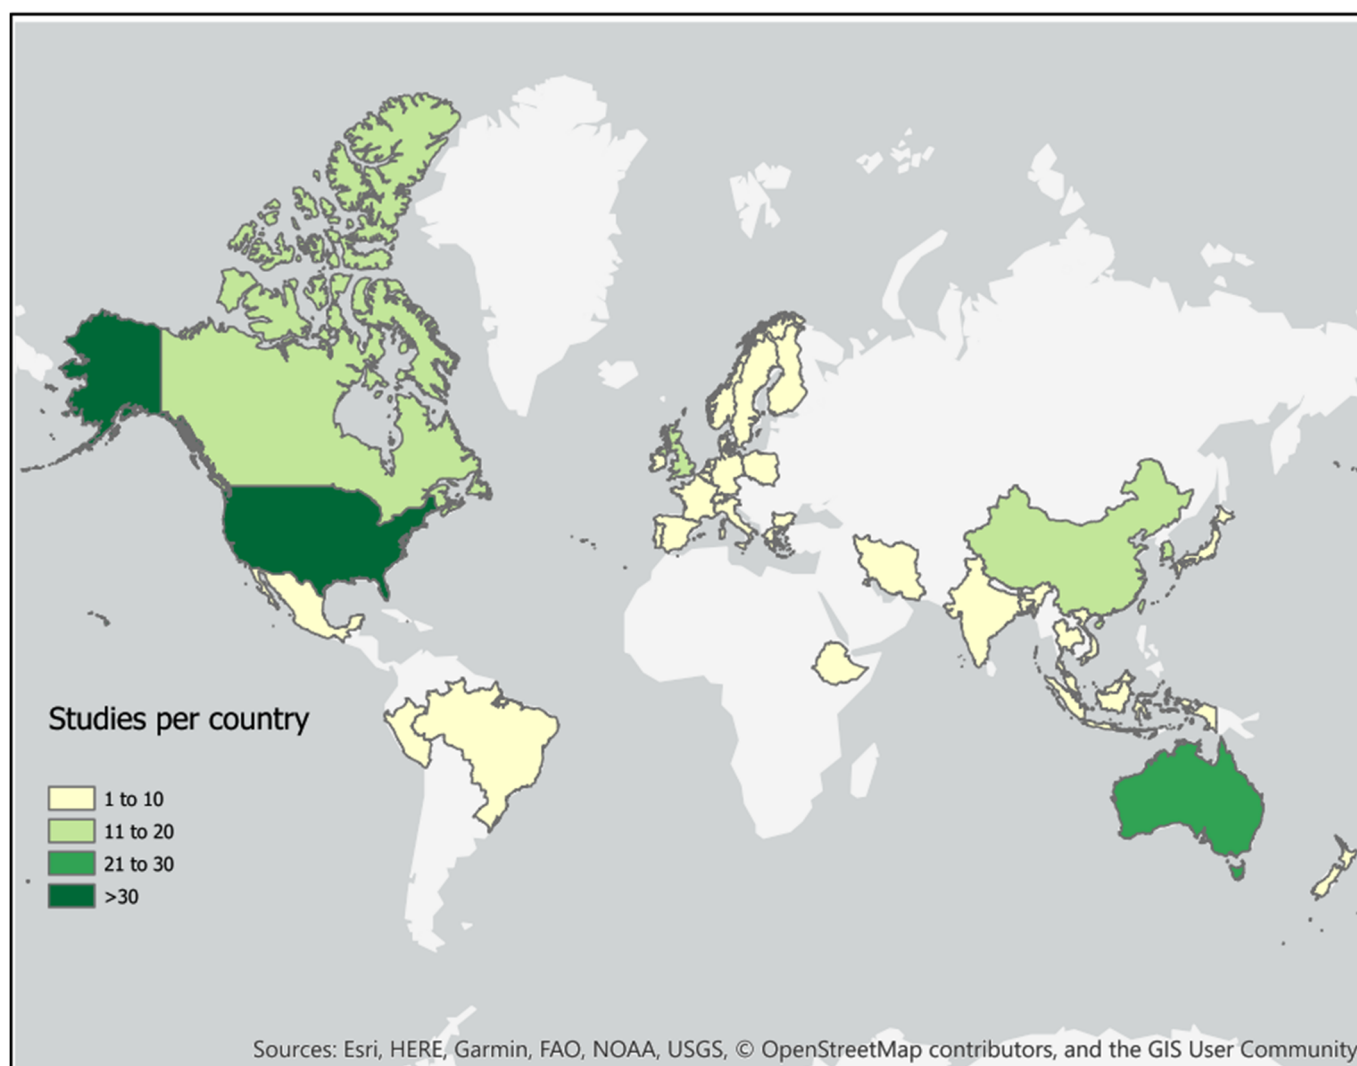 Studies per country
1 to 10
11 to 20
21 to 30
>30
Sources: Esri, HERE, Garmin, FAO, NOAA, USGS, © OpenStreetMap contributors, and the GIS User Community